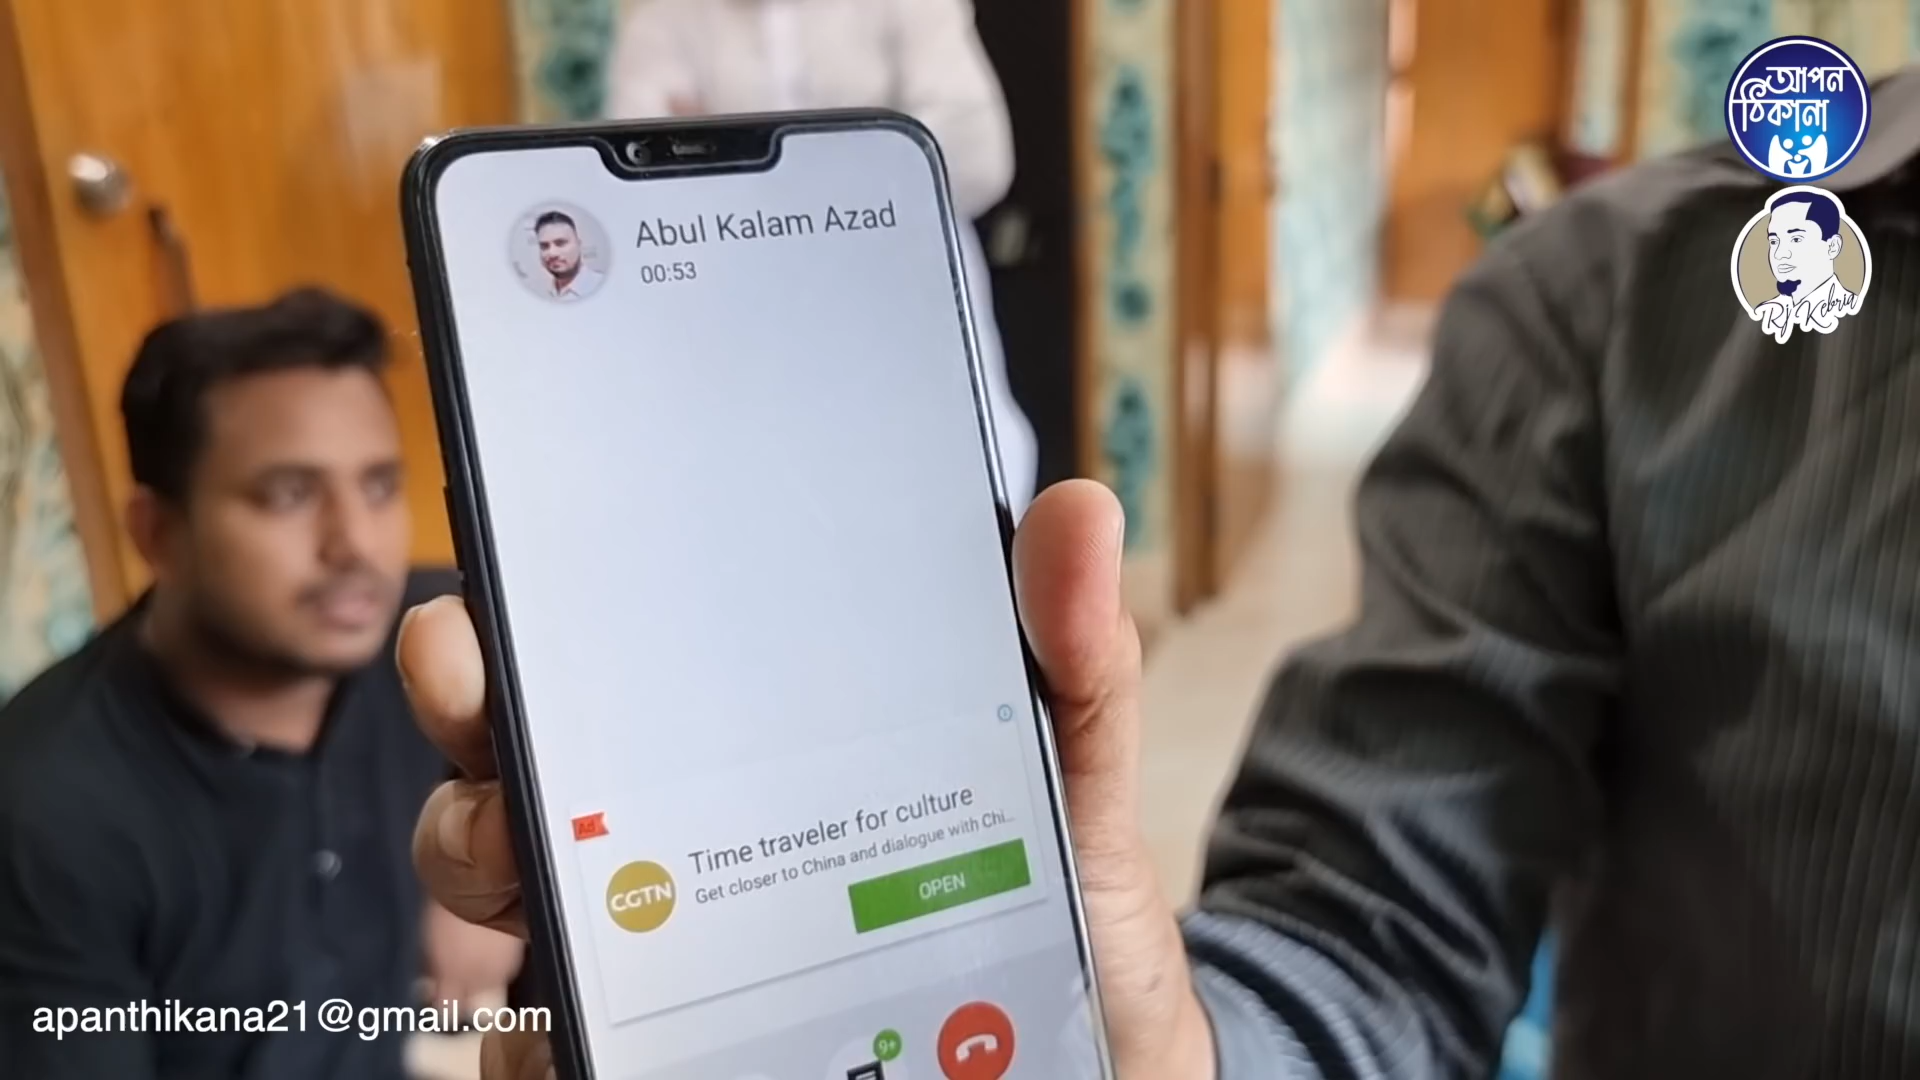 আপন
ঠিকানা
Rj Kebria
Abul Kalam Azad
00:53
Ad
Time traveler for culture
Get closer to China and dialogue with Chi...
CGTN
OPEN
9+
apanthikana21@gmail.com